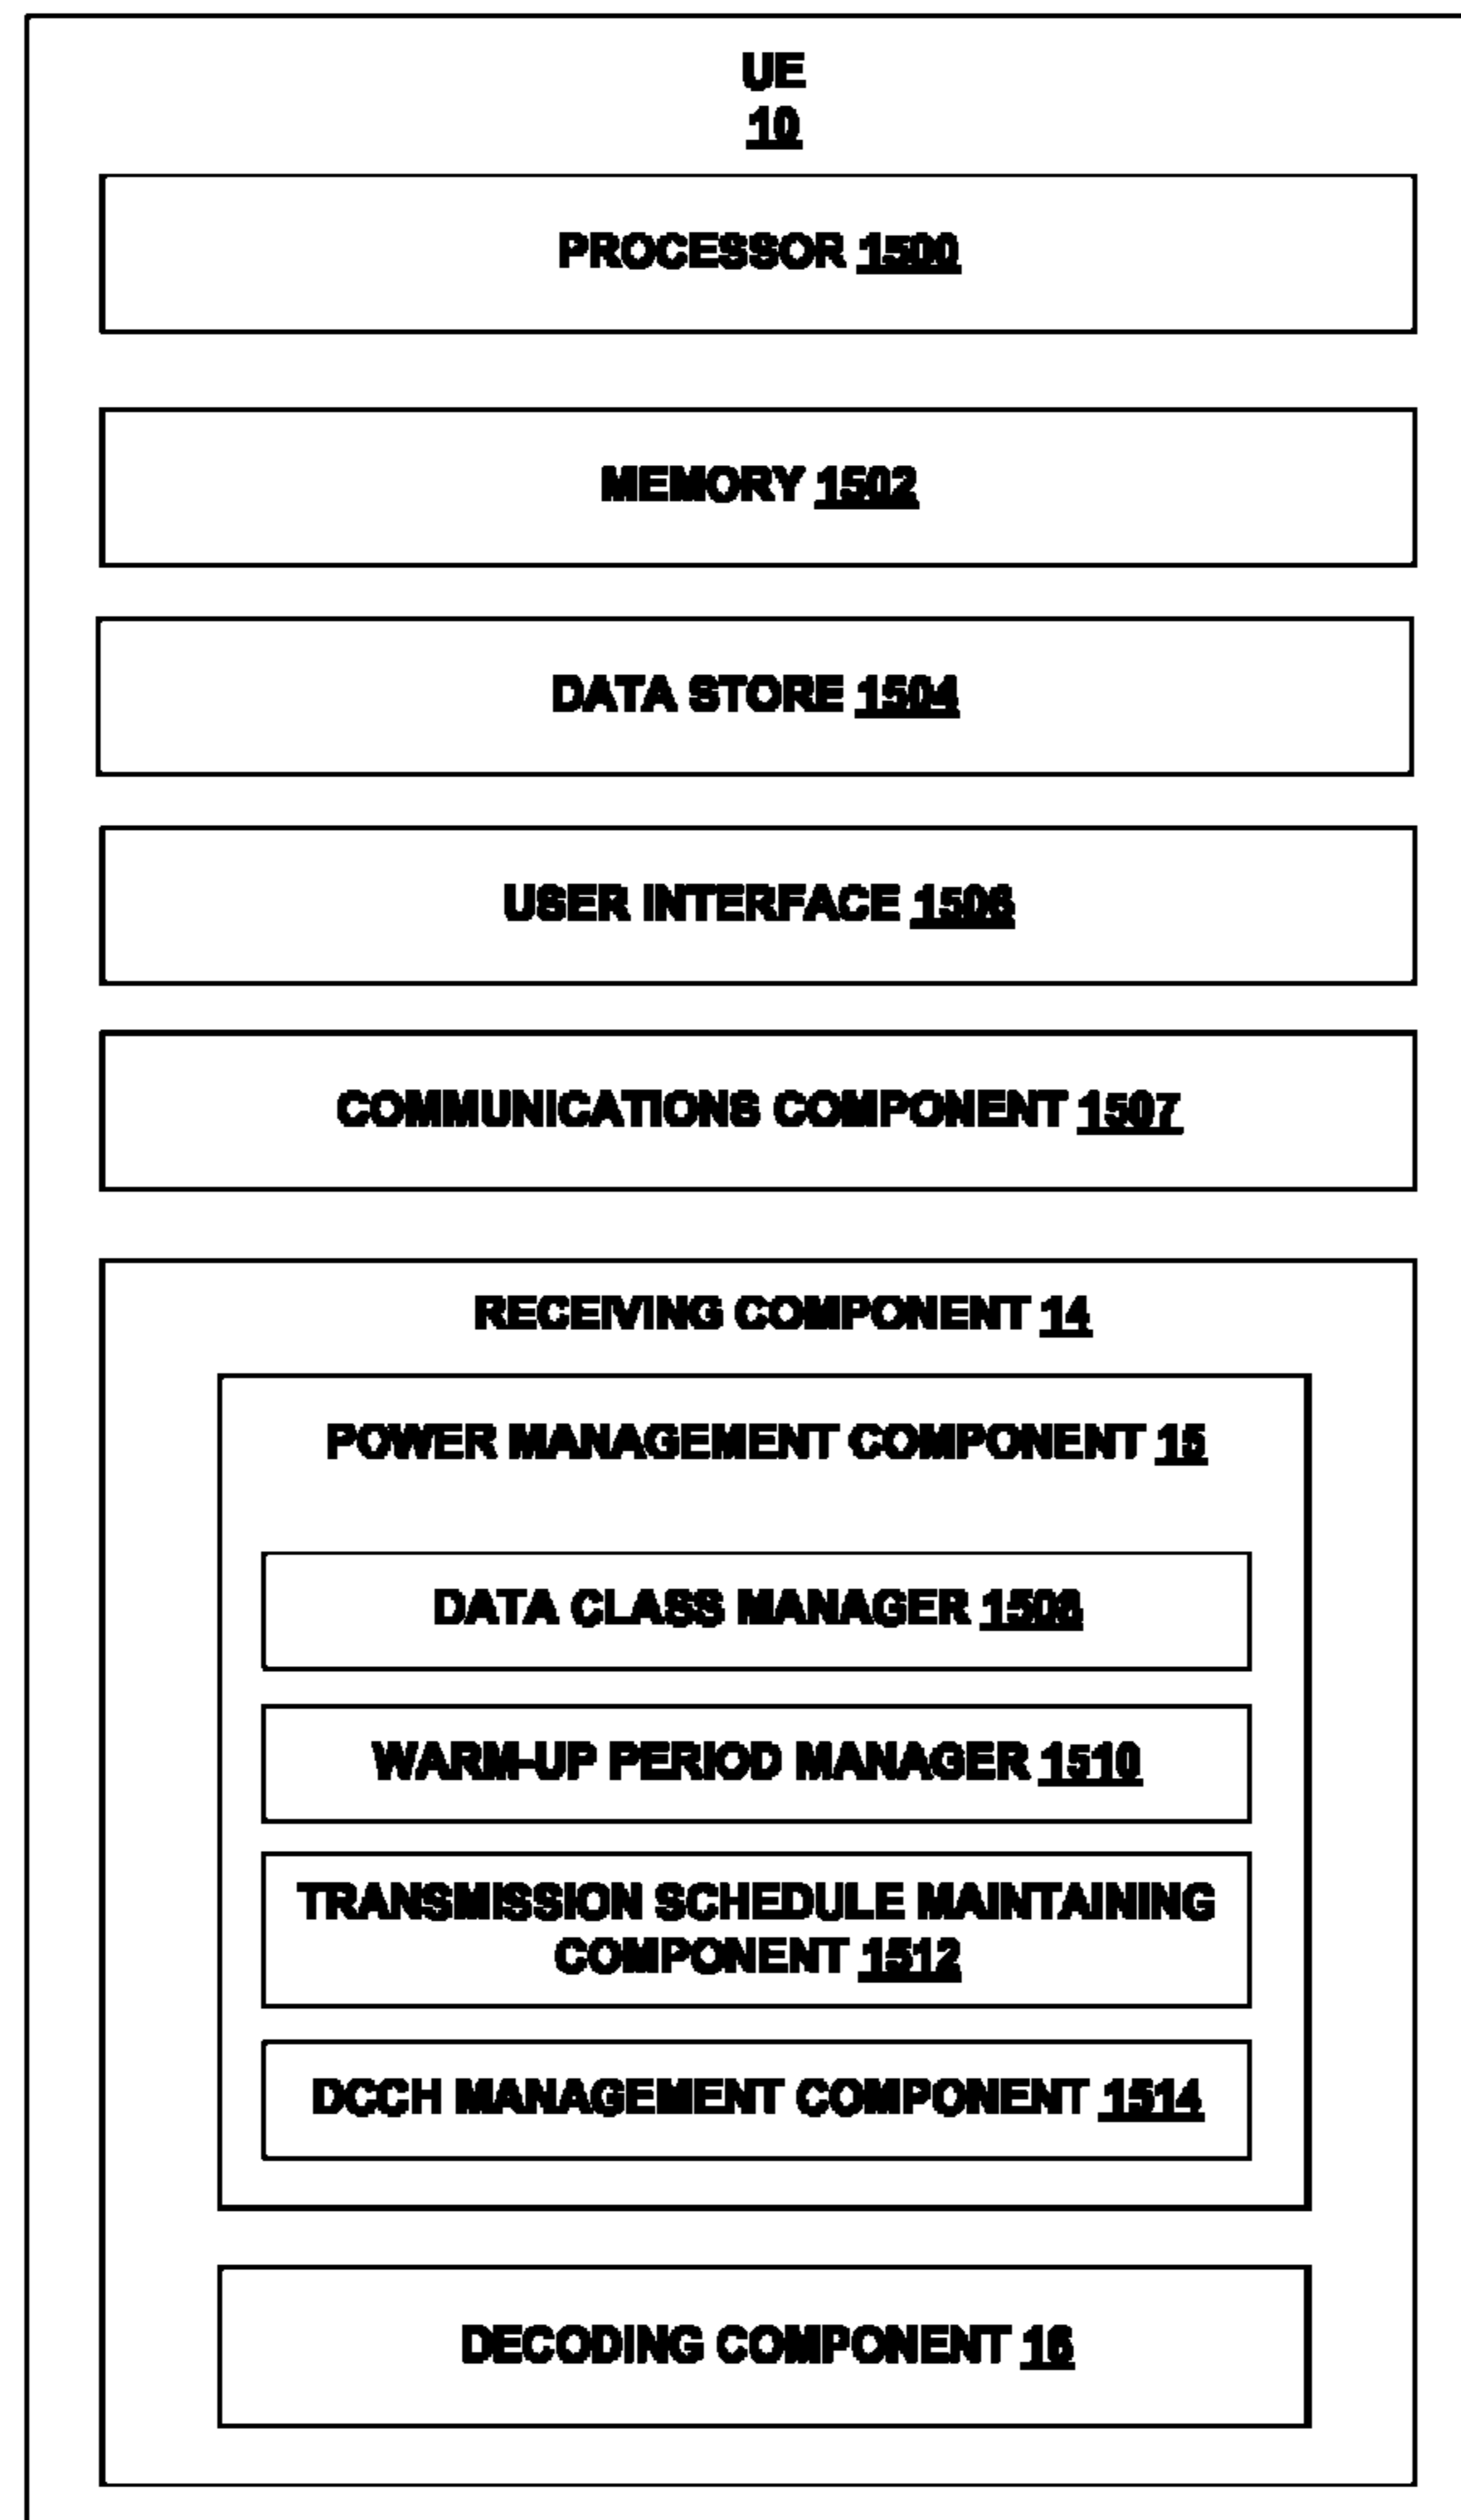 UE
10
PROCESSOR 1500
MEMORY 1502
DATA STORE 1504
USER INTERFACE 1506
COMMUNICATIONS COMPONENT 1507
RECEIVING COMPONENT 14
POWER MANAGEMENT COMPONENT
DATA CLASS MANAGER 1508
WARM-UP PERIOD MANAGER 1510
TRANSMISSION SCHEDULE MAINTAINING
COMPONENT 1512
DCCH MANAGEMENT COMPONENT 1514
DECODING COMPONENT